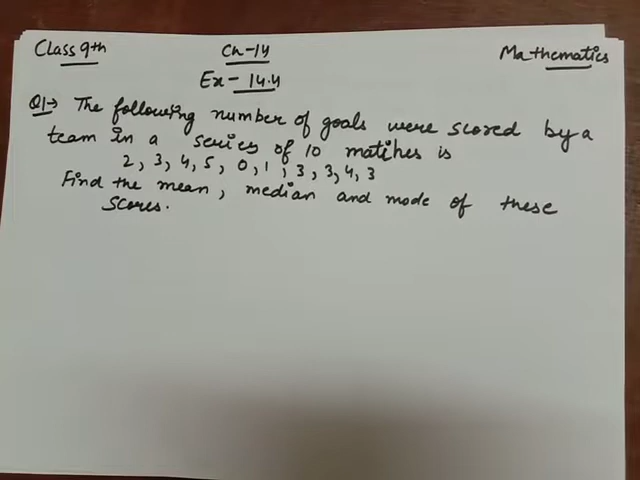 Class 9th Ch-14 Mathematics
Ex- 14.4
Q1→ The following number of goals were scored by a
team in a series of 10 matches is
2, 3, 4, 5, 0, 1, 3, 3, 4, 3
Find the mean, median and mode of these
scores.